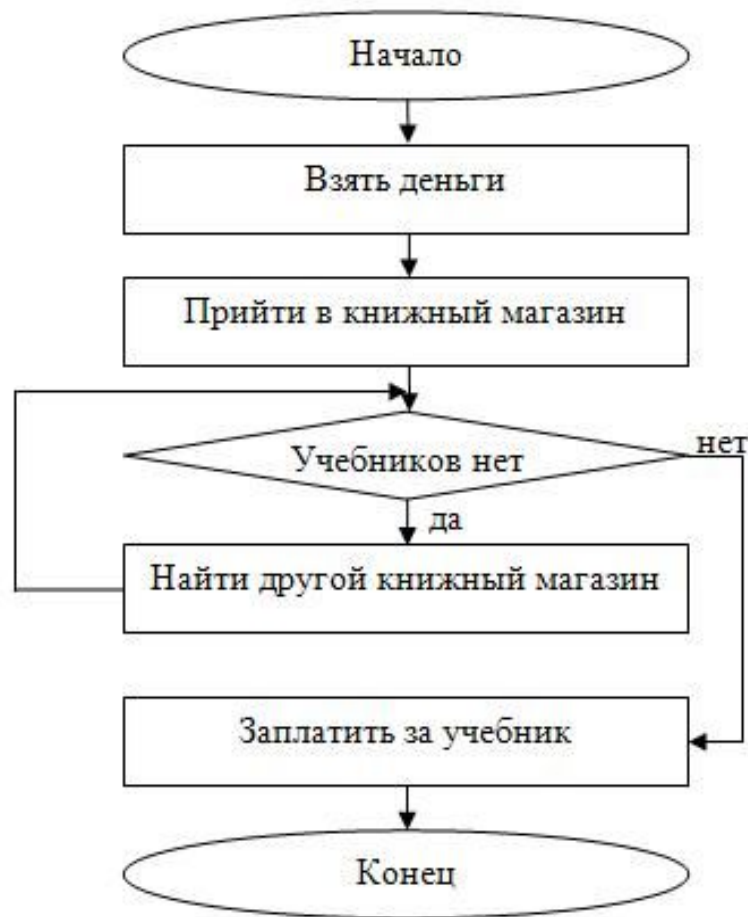 Начало
Взять деньги
Прийти в книжный магазин
Учебников нет
нет
да
Найти другой книжный магазин
Заплатить за учебник
Конец